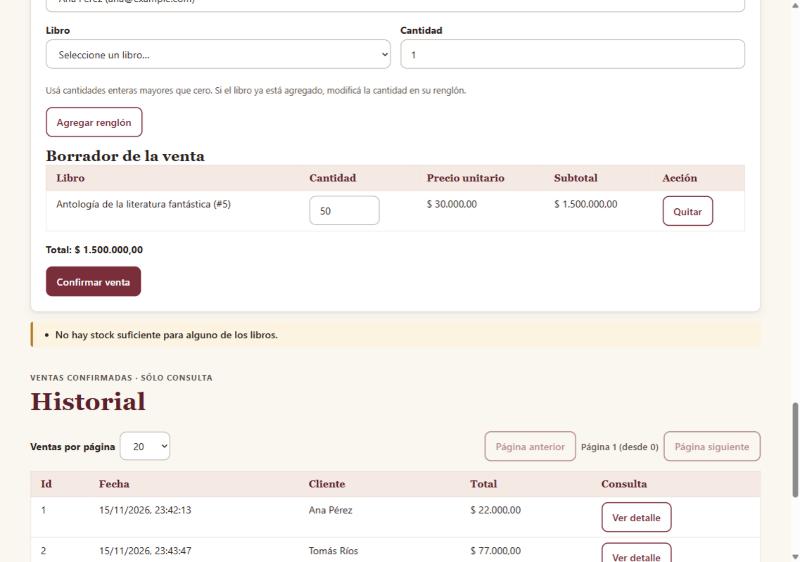 Ana Pérez (ana@example.com)
Libro Cantidad
Seleccione un libro... 1
Usá cantidades enteras mayores que cero. Si el libro ya está agregado, modificá la cantidad en su renglón.
Agregar renglón
Borrador de la venta
Libro Cantidad Precio unitario Subtotal Acción
Antología de la literatura fantástica (#5) 50 $ 30.000,00 $ 1.500.000,00 Quitar
Total: $ 1.500.000,00
Confirmar venta
• No hay stock suficiente para alguno de los libros.
VENTAS CONFIRMADAS · SÓLO CONSULTA
Historial
Ventas por página 20 Página anterior Página 1 (desde 0) Página siguiente
Id Fecha Cliente Total Consulta
1 15/11/2026, 23:42:13 Ana Pérez $ 22.000,00 Ver detalle
2 15/11/2026, 23:43:47 Tomás Ríos $ 77.000,00 Ver detalle